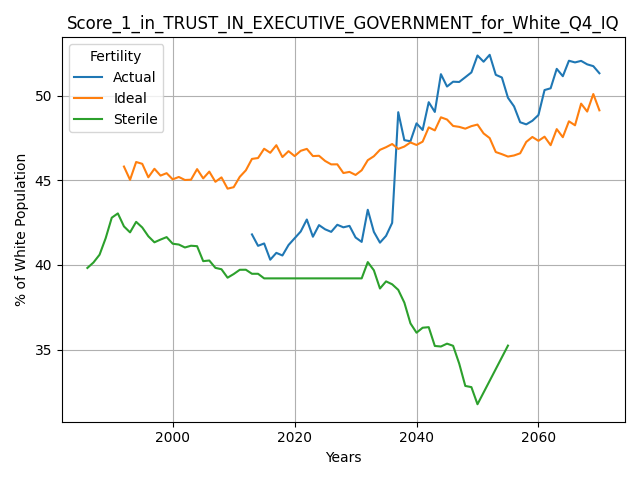 Score_1_in_TRUST_IN_EXECUTIVE_GOVERNMENT_for_White_Q4_IQ
Fertility
Actual
Ideal
Sterile
% of White Population
50
45
40
35
2000
2020
2040
2060
Years